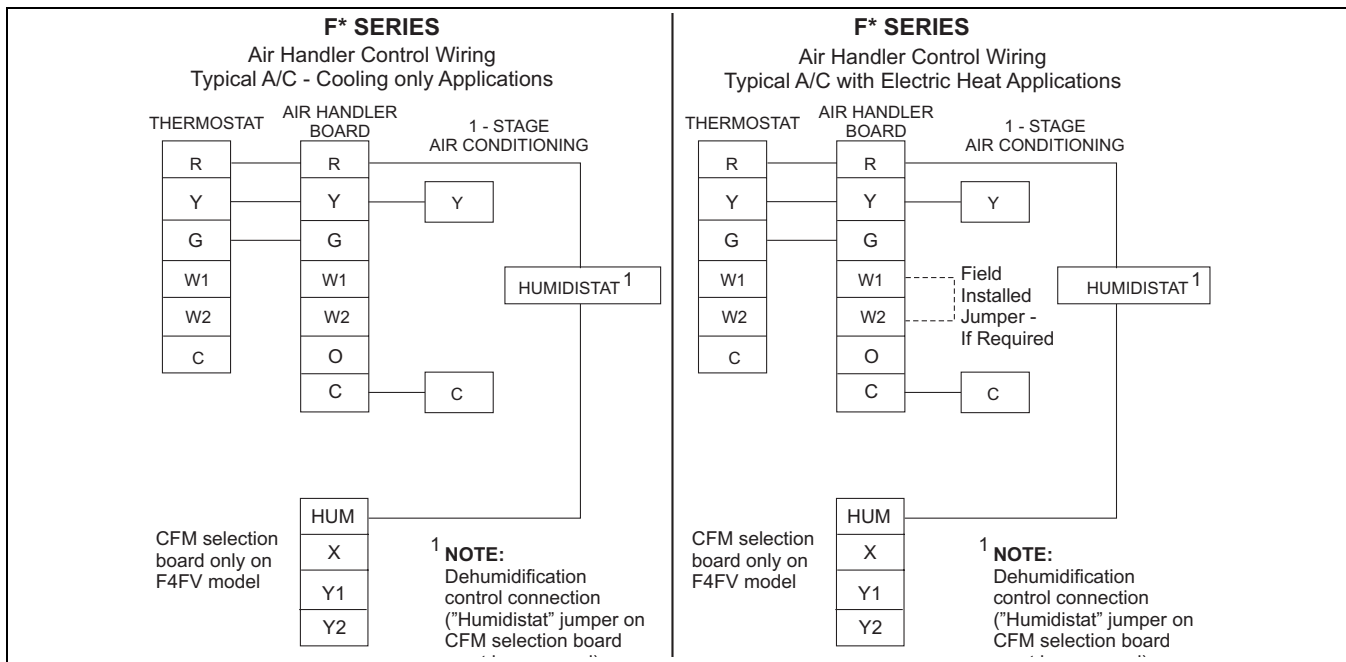 F* SERIES
Air Handler Control Wiring
Typical A/C - Cooling only Applications
THERMOSTAT
AIR HANDLER
BOARD
1 - STAGE
AIR CONDITIONING
R
R
Y
Y
Y
G
G
W1
W1
HUMIDISTAT 1
W2
W2
C
O
C
C
HUM
X
Y1
Y2
CFM selection
board only on
F4FV model
1 NOTE:
Dehumidification
control connection
("Humidistat" jumper on
CFM selection board
F* SERIES
Air Handler Control Wiring
Typical A/C with Electric Heat Applications
THERMOSTAT
AIR HANDLER
BOARD
1 - STAGE
AIR CONDITIONING
R
R
Y
Y
Y
G
G
W1
W1
Field
Installed
Jumper -
If Required
HUMIDISTAT 1
W2
W2
C
O
C
C
HUM
X
Y1
Y2
CFM selection
board only on
F4FV model
1 NOTE:
Dehumidification
control connection
("Humidistat" jumper on
CFM selection board